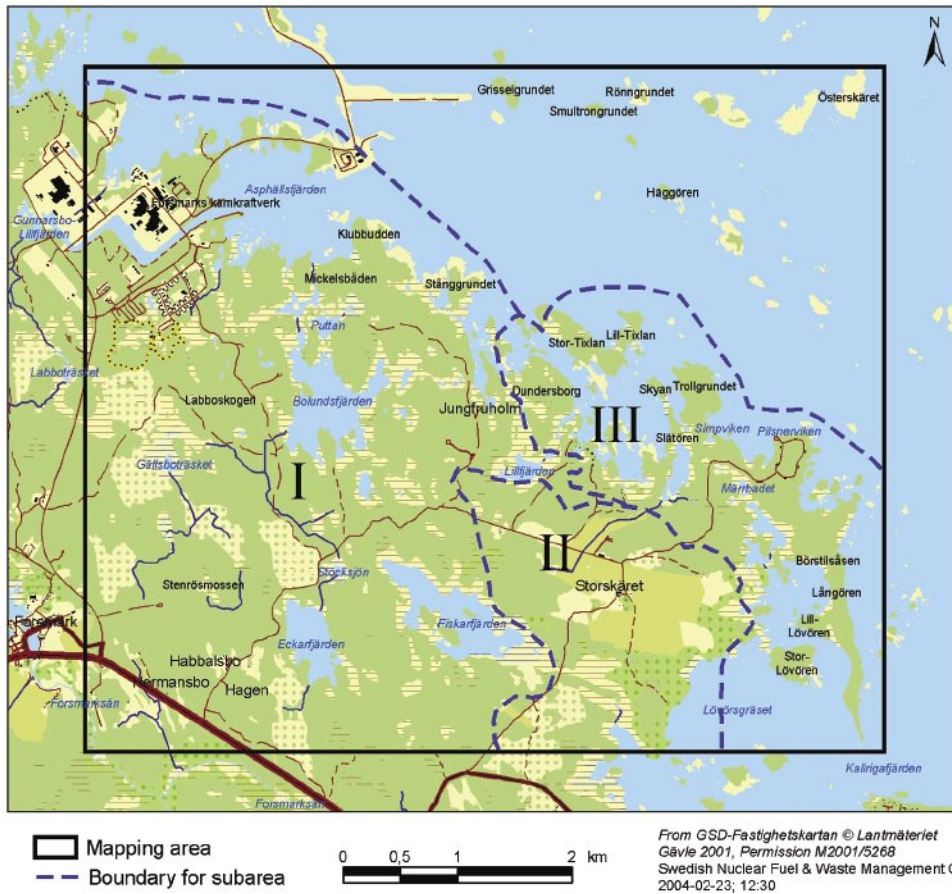 N
Grisselgrundet
Rönngrundet
Smultrongrundet
Österskäret
Asphällsfjärden
Häggören
Forsmarks kärnkraftverk
Gunnarsbo-
Lillfjärden
Klubbudden
Mickelsbåden
Stånggrundet
Puttan
Stor-Tixlan
Lill-Tixlan
Labboträsket
Labboskogen
Bolundsfjärden
Jungfruholm
Dundersborg
Skyan
Trollgrundet
III
Simpviken
Pilsnerviken
Slätören
Gällsboträsket
I
Lillfjärden
Märrbadet
II
Stocksjön
Stenrösmossen
Storskäret
Börstilsåsen
Långören
Forsmark
Eckarfjärden
Fiskarfjärden
Lill-
Lövören
Stor-
Lövören
Habbalsbo
Hermansbo
Hagen
Forsmarksån
Lövörsgräset
Kallrigafjärden
Forsmarksån
Mapping area
Boundary for subarea
0 0,5 1 2 km
From GSD-Fastighetskartan © Lantmäteriet
Gävle 2001, Permission M2001/5268
Swedish Nuclear Fuel & Waste Management
2004-02-23; 12:30